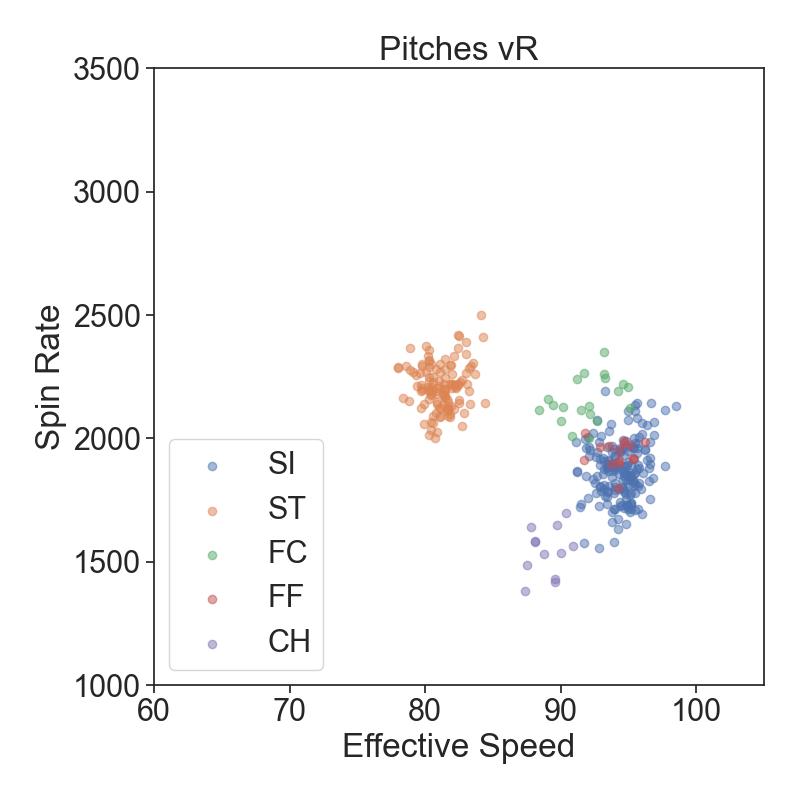 Pitches vR
3500
3000
2500
2000
1500
1000
Spin Rate
SI
ST
FC
FF
CH
60 70 80 90 100
Effective Speed